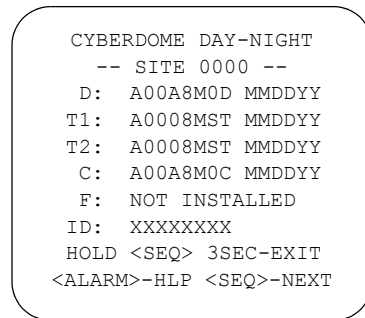 CYBERDOME DAY-NIGHT
-- SITE 0000 --
D: A00A8M0D MMDDYY
T1: A0008MST MMDDYY
T2: A0008MST MMDDYY
C: A00A8M0C MMDDYY
F: NOT INSTALLED
ID: XXXXXXXX
HOLD <SEQ> 3SEC-EXIT
<ALARM>-HLP <SEQ>-NEXT